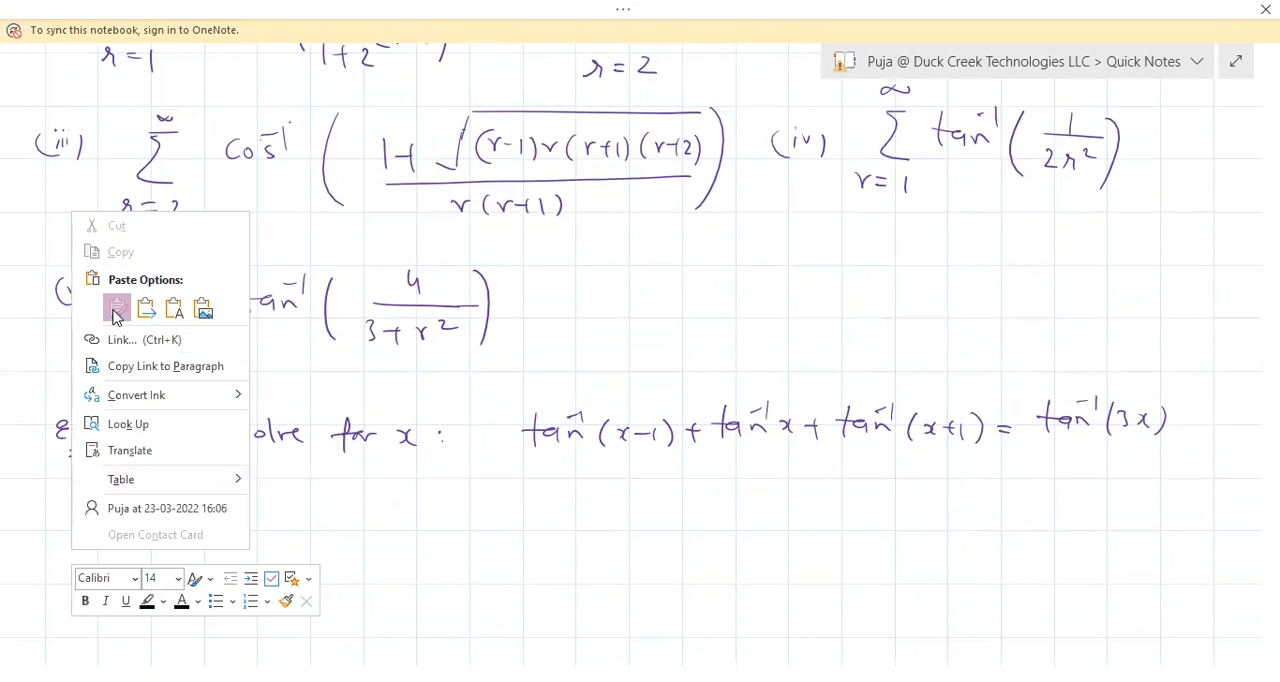 To sync this notebook, sign in to OneNote.
Puja @ Duck Creek Technologies LLC > Quick Notes
r = 1
1+2
r = 2
(iii) ∞ Σ cos⁻¹ ( 1+ √(r-1)r(r+1)(r+2) / r(r+1) )
(iv) ∞ Σ r=1 tan⁻¹ ( 1 / 2r² )
tan⁻¹ ( 4 / 3+r² )
olve for x : tan⁻¹(x-1) + tan⁻¹x + tan⁻¹(x+1) = tan⁻¹(3x)
Cut
Copy
Paste Options:
Link... (Ctrl+K)
Copy Link to Paragraph
Convert Ink
Look Up
Translate
Table
Puja at 23-03-2022 16:06
Open Contact Card
Calibri 14
B I U A